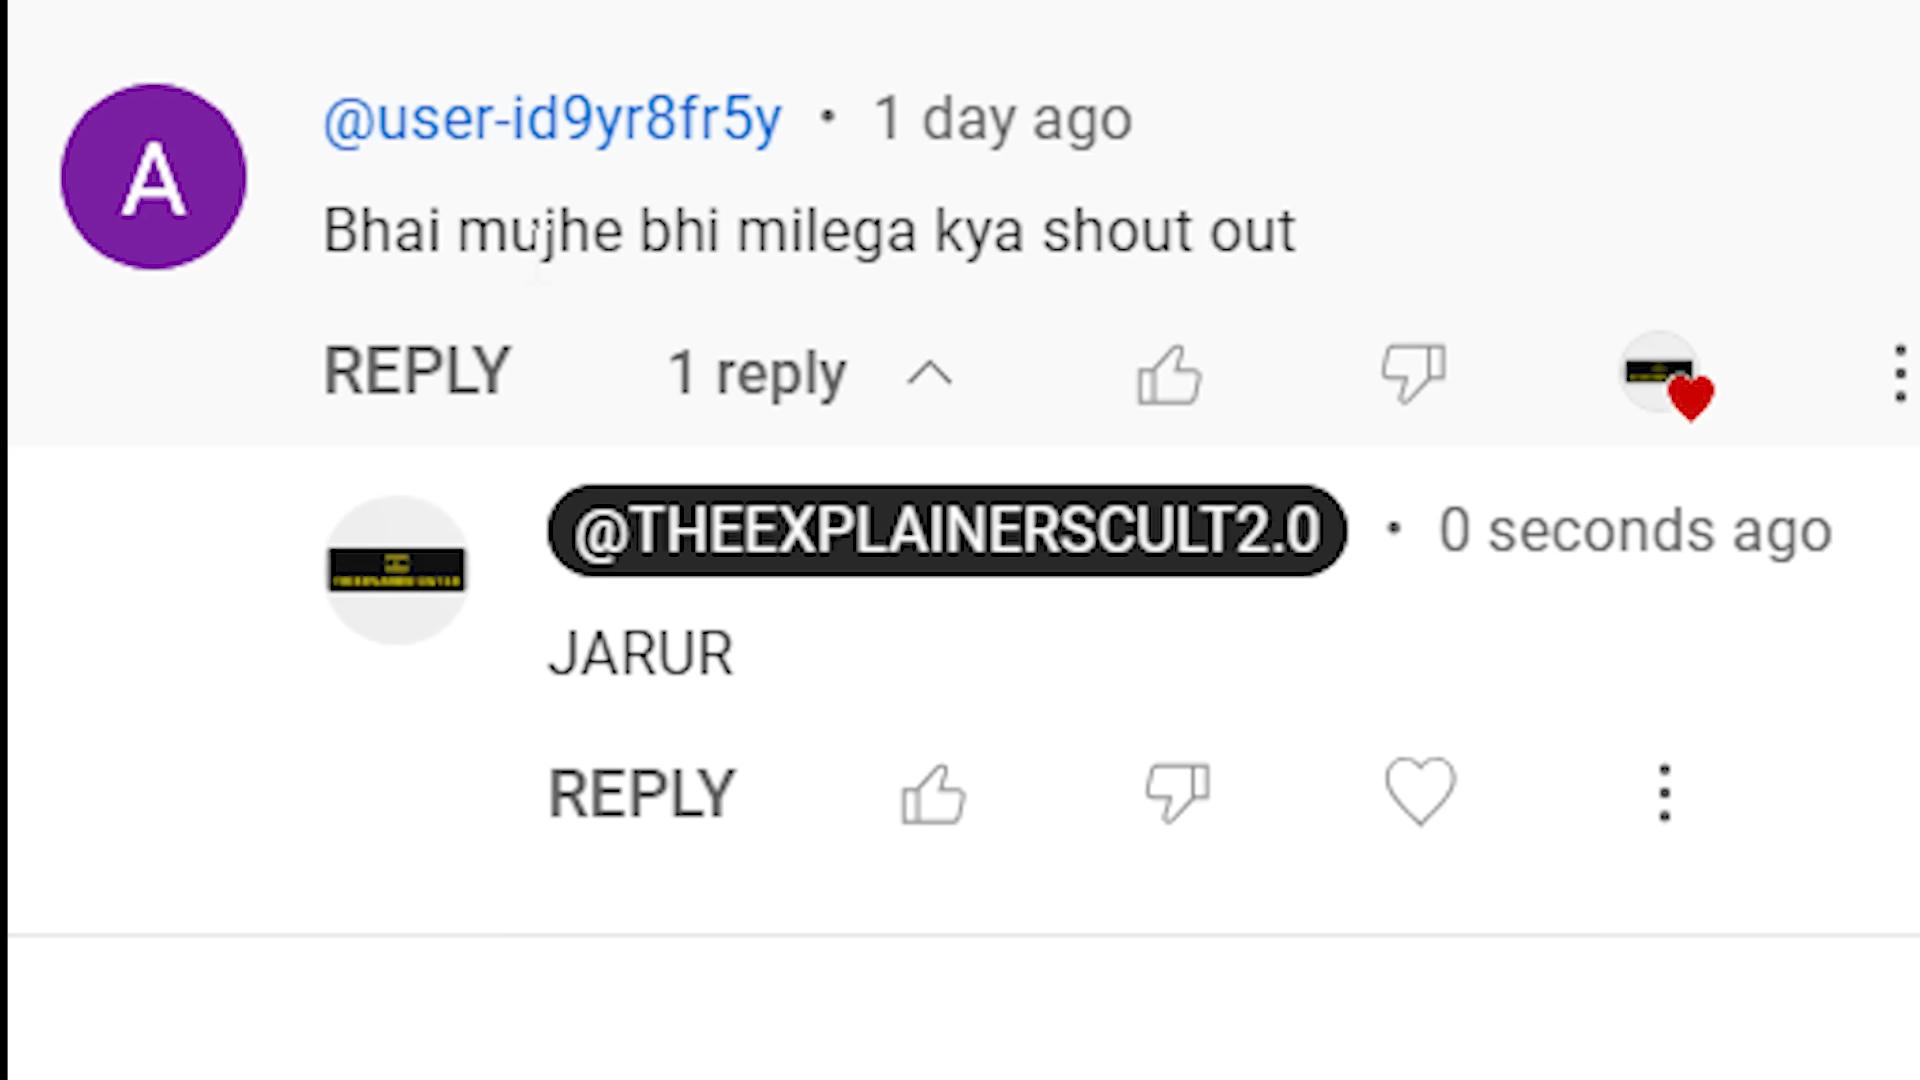 A
@user-id9yr8fr5y • 1 day ago
Bhai mujhe bhi milega kya shout out
REPLY 1 reply
@THEEXPLAINERSCULT2.0 • 0 seconds ago
JARUR
REPLY